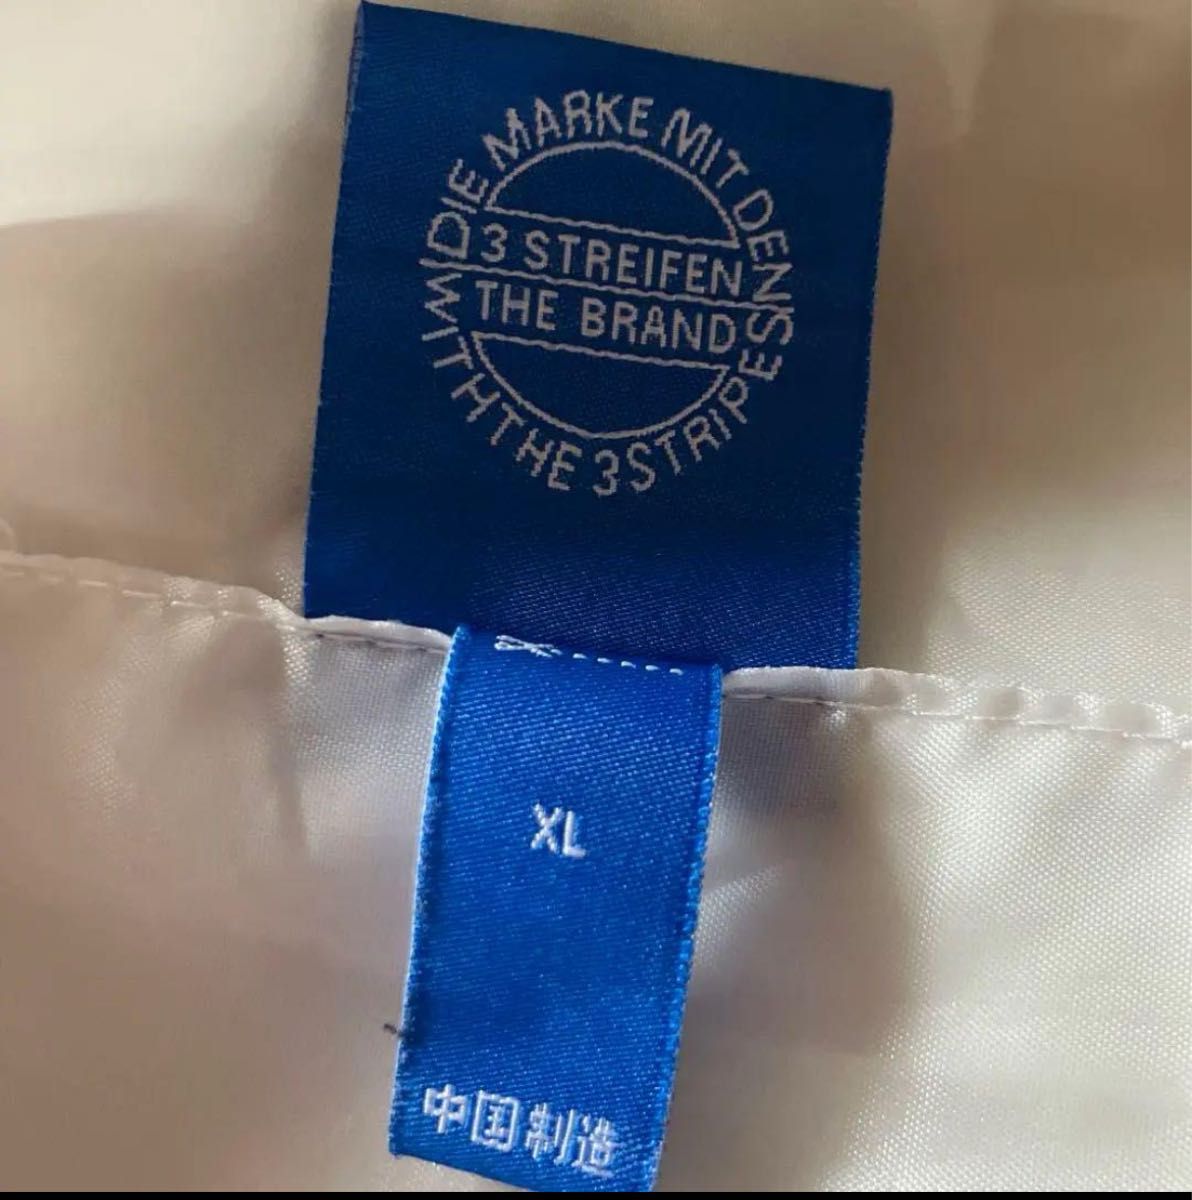 DIE MARKE MIT DEN
3 STREIFEN
THE BRAND
WITH THE 3 STRIPES
XL
中国制造